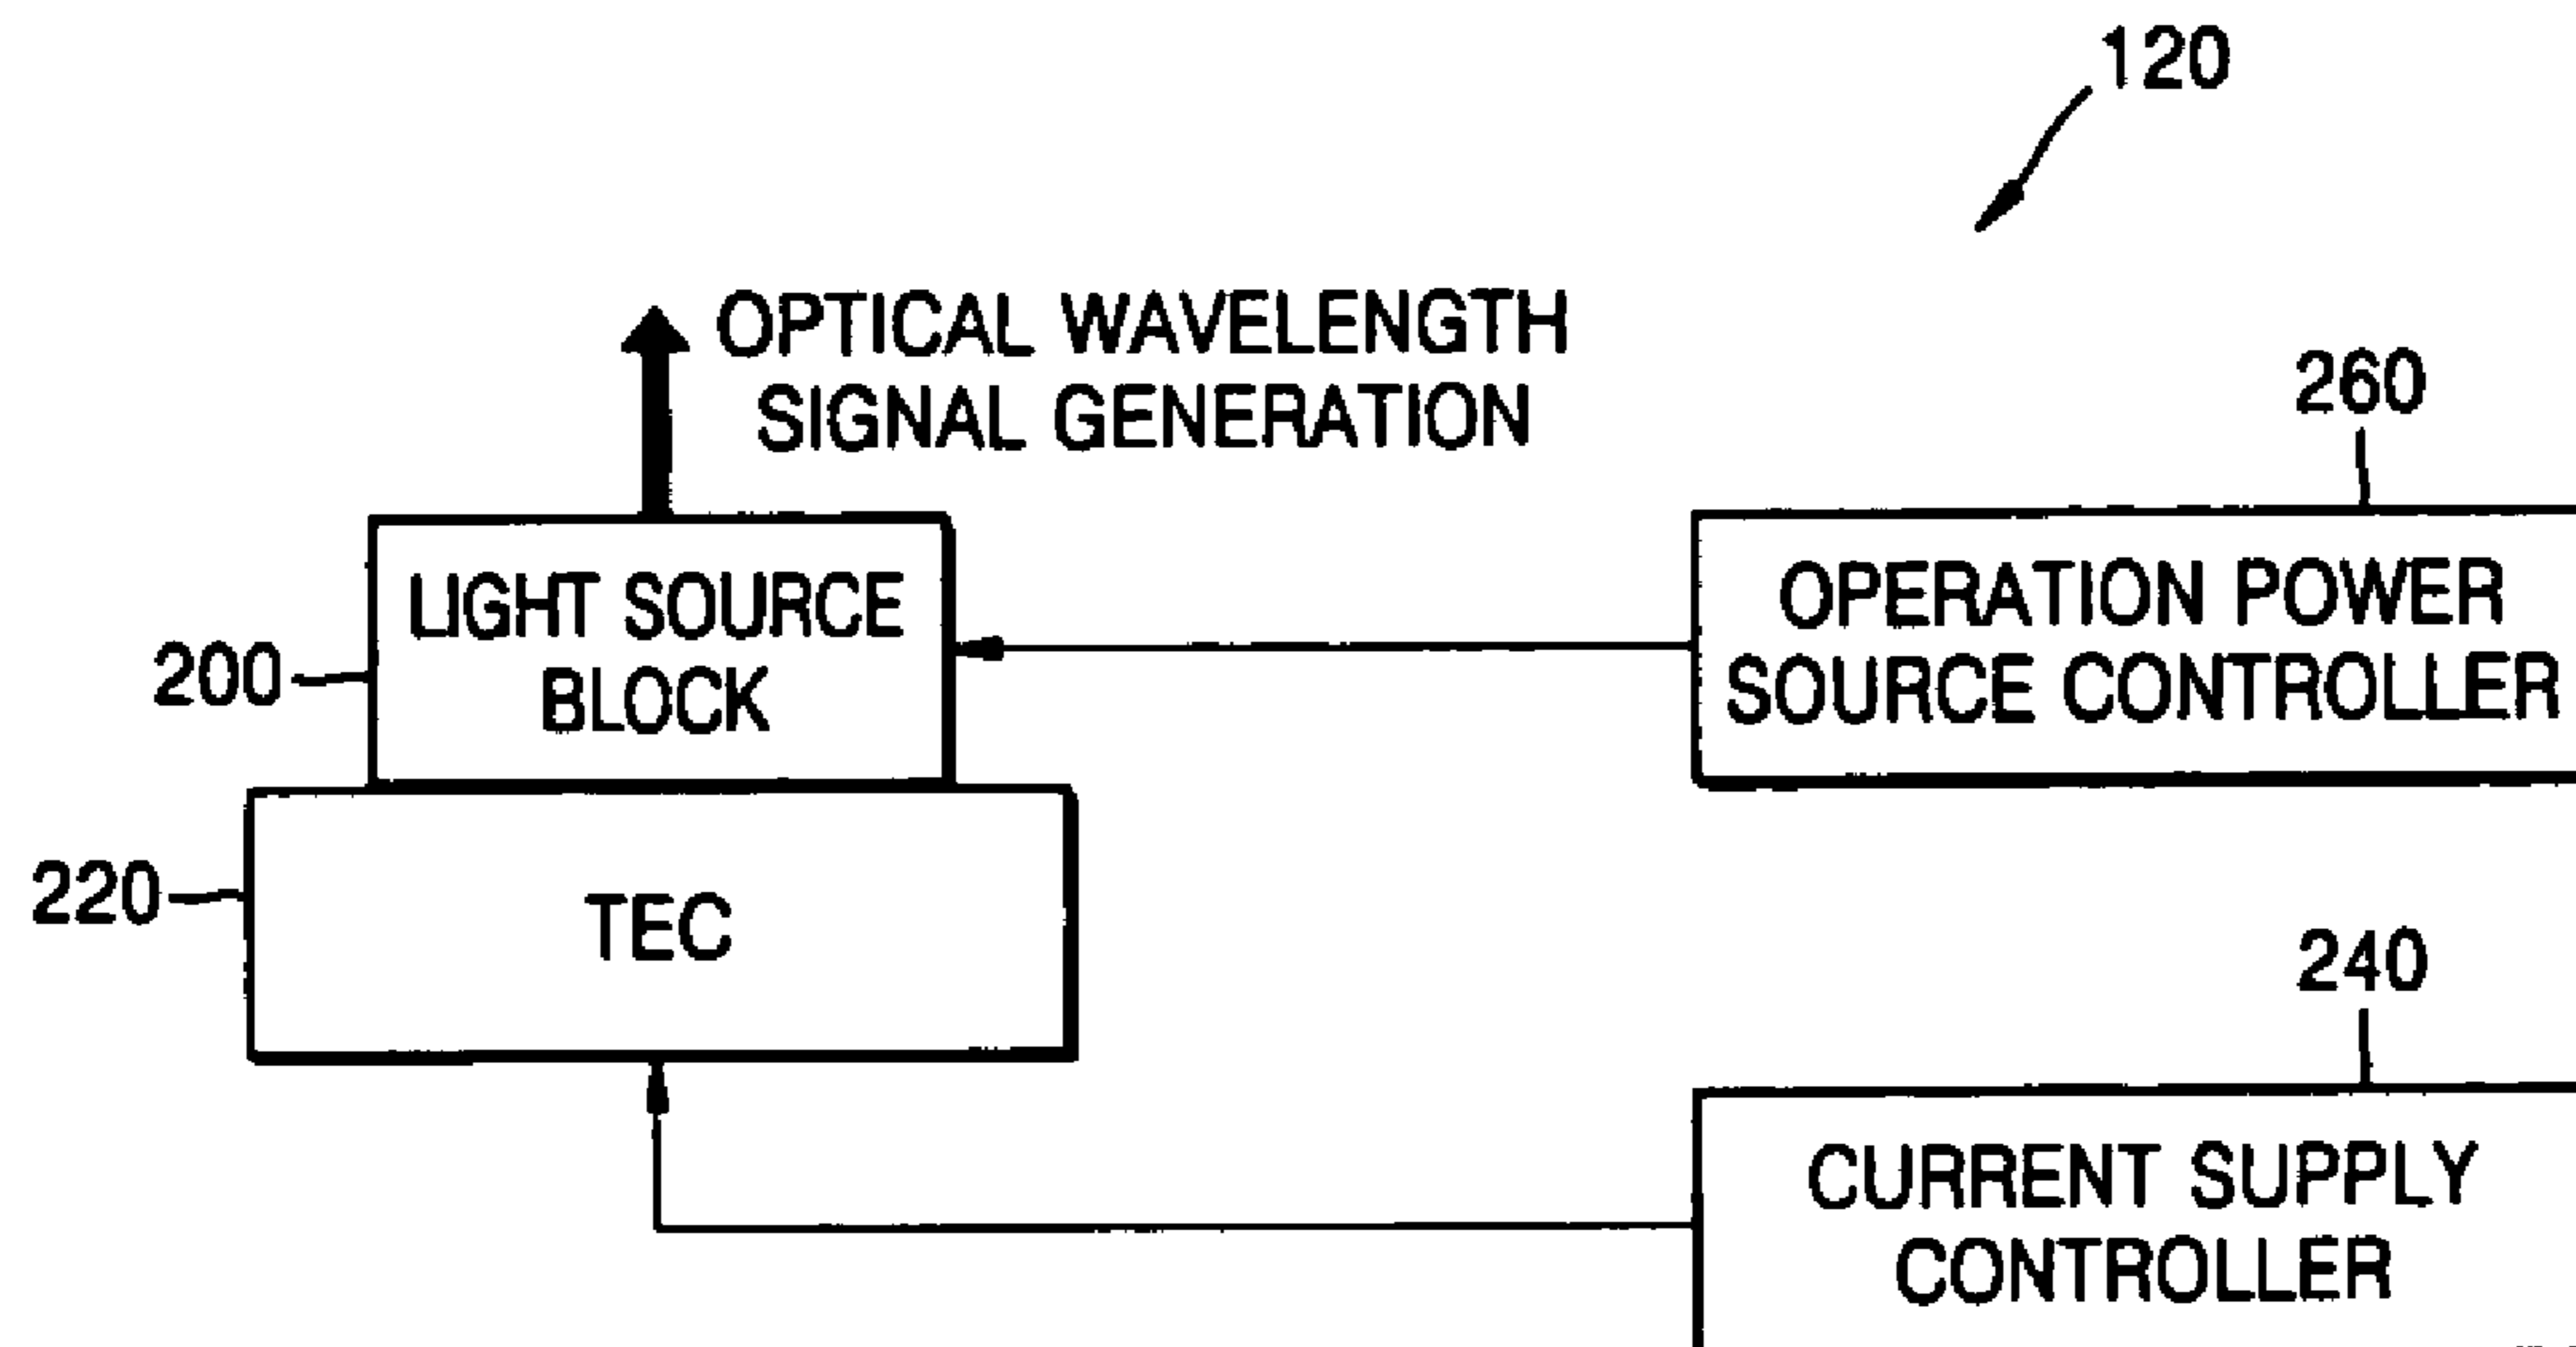 120
OPTICAL WAVELENGTH
SIGNAL GENERATION
260
LIGHT SOURCE
BLOCK
200
OPERATION POWER
SOURCE CONTROLLER
220
TEC
240
CURRENT SUPPLY
CONTROLLER